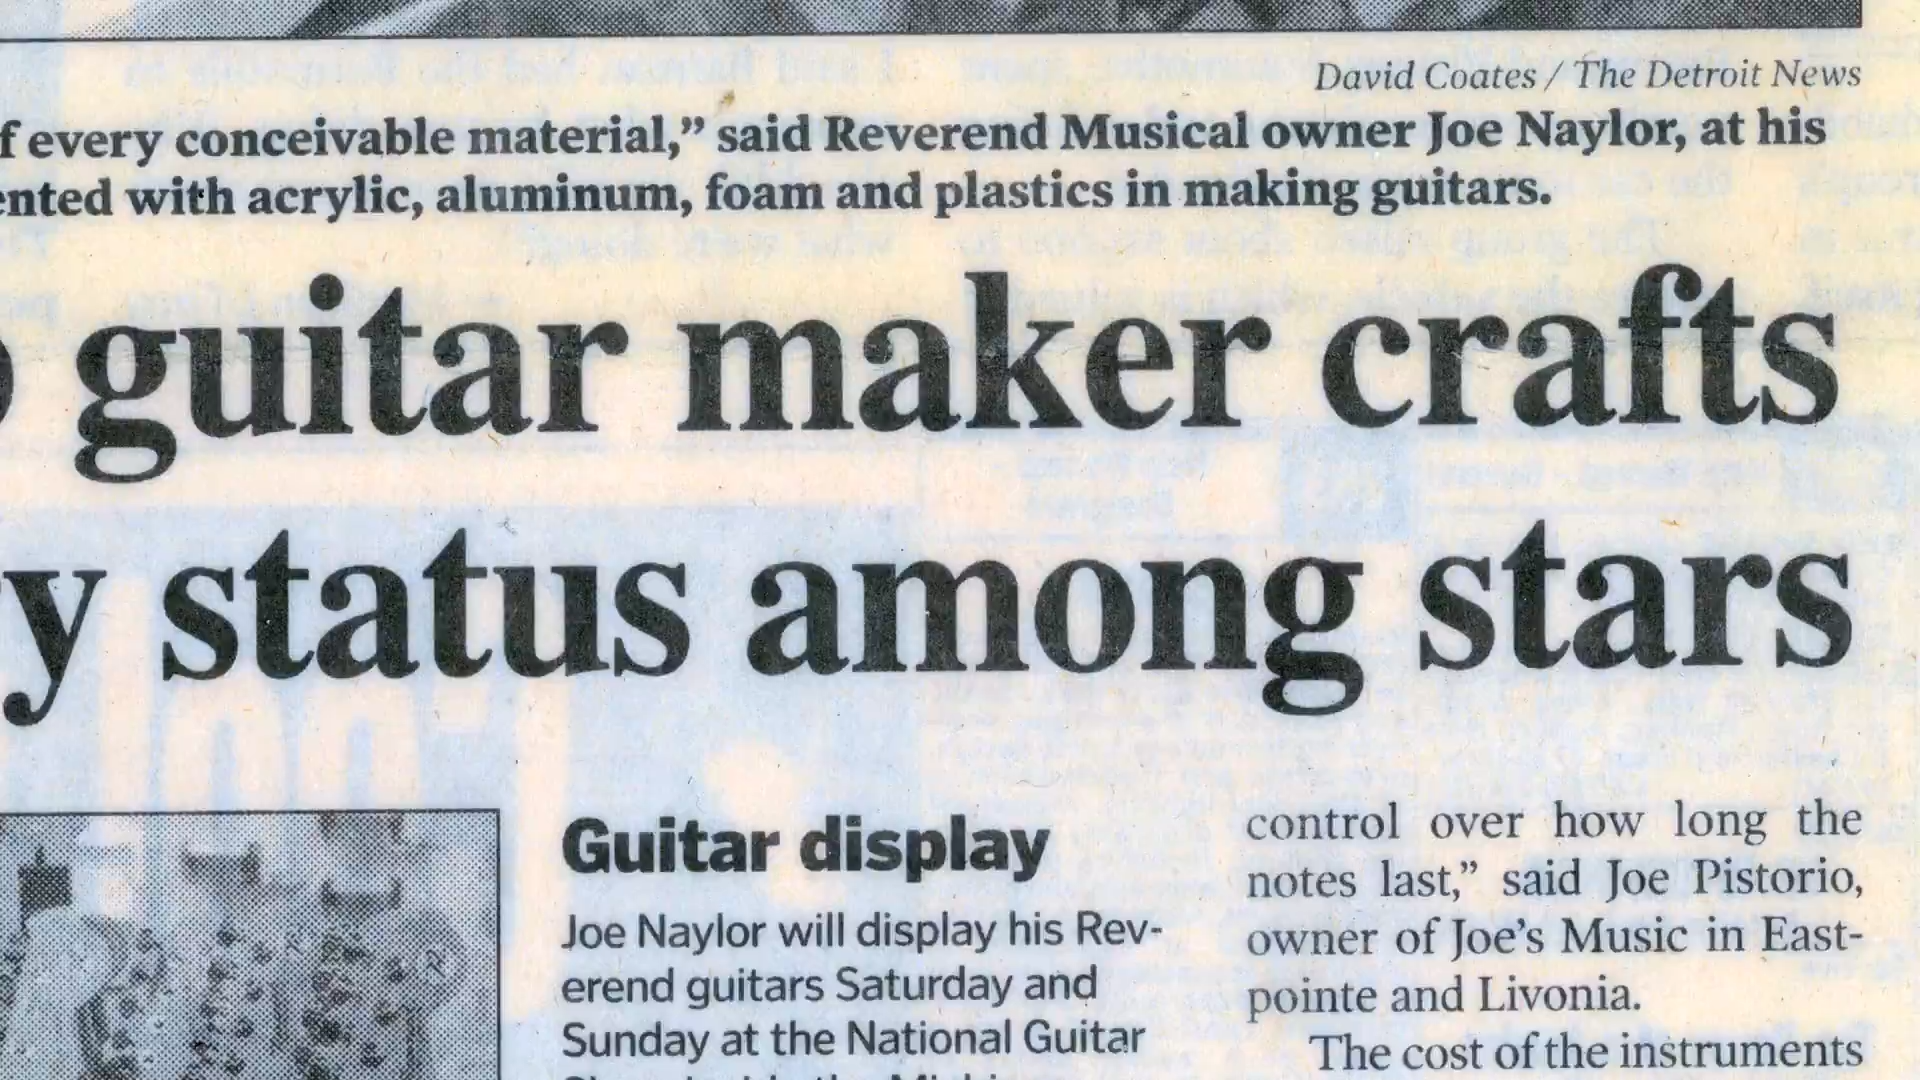 David Coates / The Detroit News
f every conceivable material,” said Reverend Musical owner Joe Naylor, at his
ented with acrylic, aluminum, foam and plastics in making guitars.
guitar maker crafts
y status among stars
Guitar display
Joe Naylor will display his Rev-
erend guitars Saturday and
Sunday at the National Guitar
control over how long the
notes last,” said Joe Pistorio,
owner of Joe’s Music in East-
pointe and Livonia.
The cost of the instruments